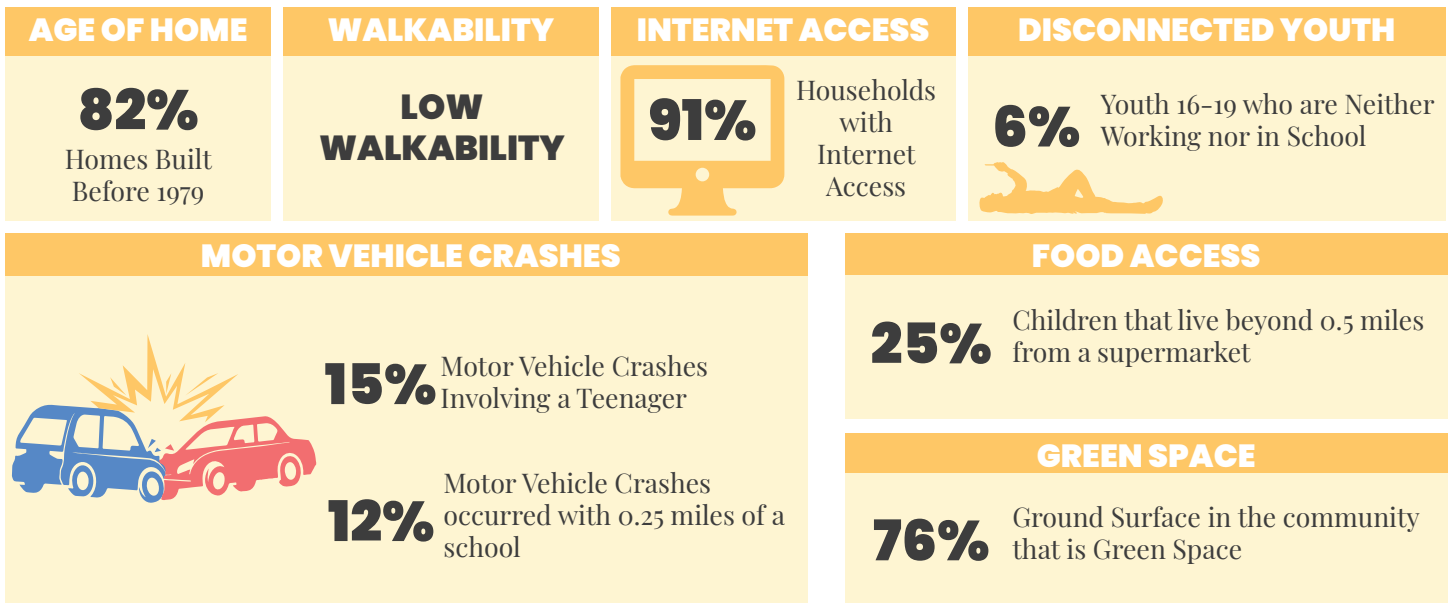 AGE OF HOME
82%
Homes Built
Before 1979
WALKABILITY
LOW
WALKABILITY
INTERNET ACCESS
91%
Households
with
Internet
Access
DISCONNECTED YOUTH
6%
Youth 16-19 who are Neither
Working nor in School
MOTOR VEHICLE CRASHES
15%
Motor Vehicle Crashes
Involving a Teenager
12%
Motor Vehicle Crashes
occurred with 0.25 miles of a
school
FOOD ACCESS
25%
Children that live beyond 0.5 miles
from a supermarket
GREEN SPACE
76%
Ground Surface in the community
that is Green Space